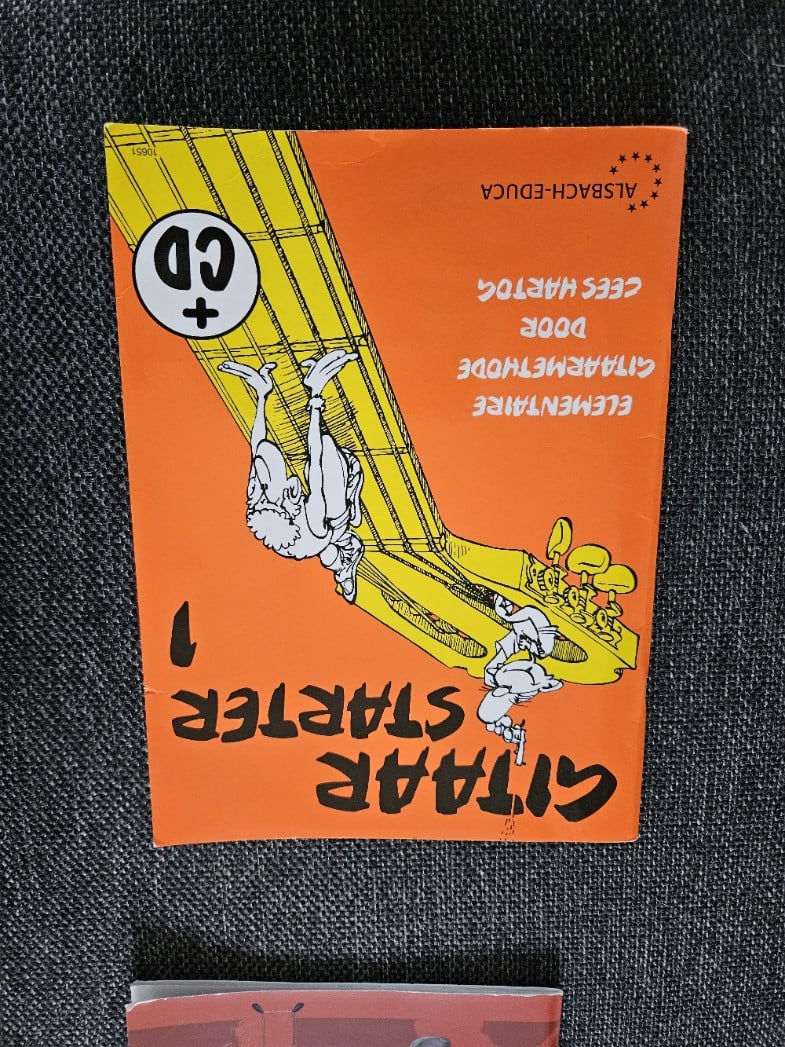 GITAAR
STARTER
1
ELEMENTAIRE
GITAARMETHODE
DOOR
CEES HARTOG
+
CD
ALSBACH-EDUCA
10651